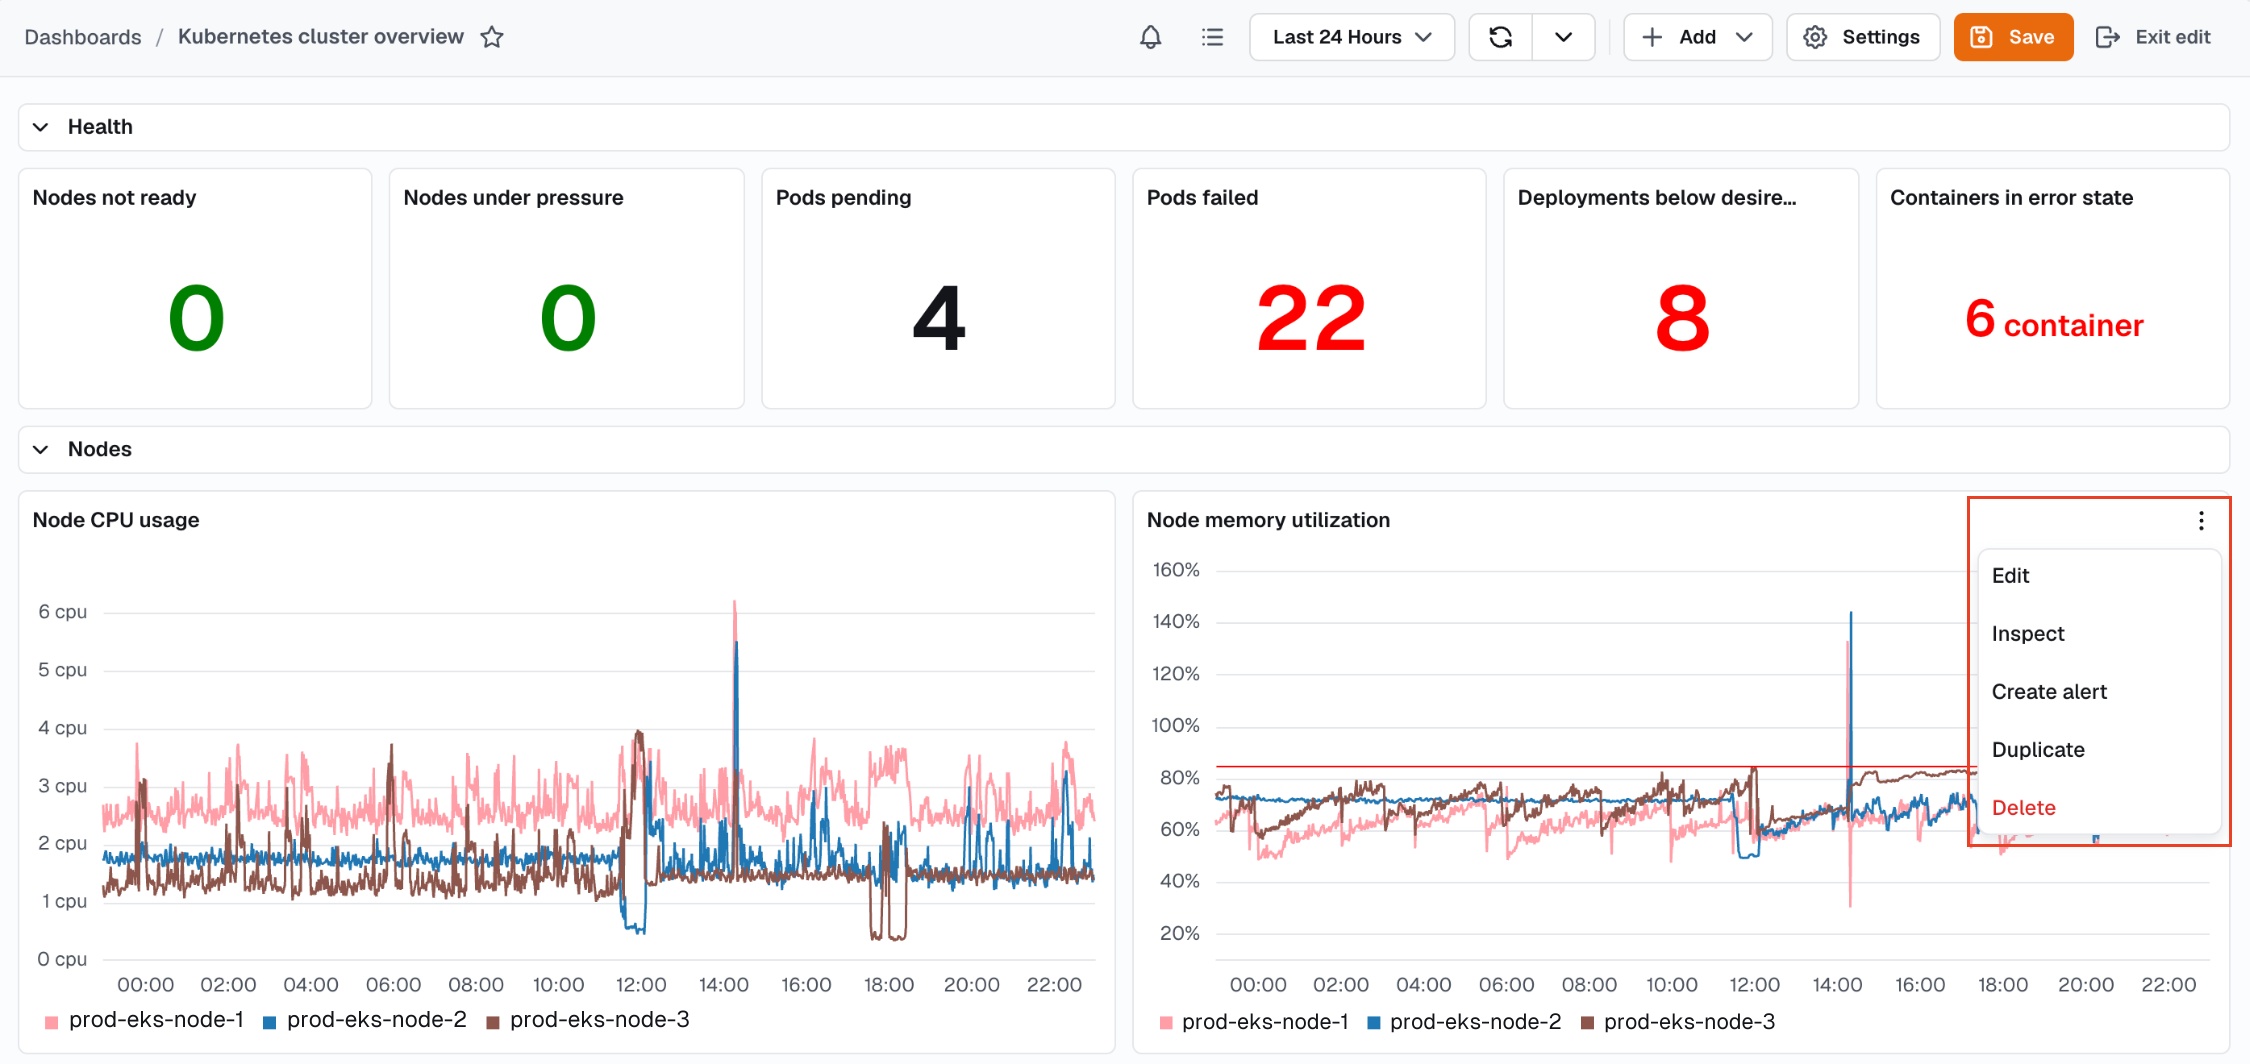 Dashboards / Kubernetes cluster overview
Last 24 Hours
Add
Settings
Save
Exit edit
Health
Nodes not ready
0
Nodes under pressure
0
Pods pending
4
Pods failed
22
Deployments below desire...
8
Containers in error state
6 container
Nodes
Node CPU usage
6 cpu
5 cpu
4 cpu
3 cpu
2 cpu
1 cpu
0 cpu
00:00 02:00 04:00 06:00 08:00 10:00 12:00 14:00 16:00 18:00 20:00 22:00
prod-eks-node-1 prod-eks-node-2 prod-eks-node-3
Node memory utilization
160%
140%
120%
100%
80%
60%
40%
20%
00:00 02:00 04:00 06:00 08:00 10:00 12:00 14:00 16:00 18:00 20:00 22:00
prod-eks-node-1 prod-eks-node-2 prod-eks-node-3
Edit
Inspect
Create alert
Duplicate
Delete